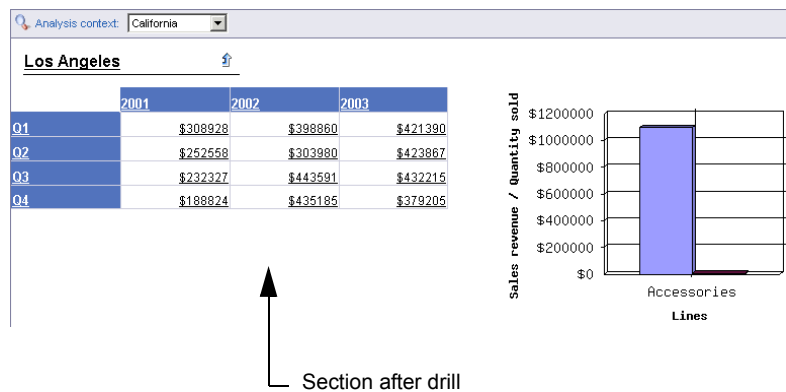 Analysis context: California
Los Angeles
2001 2002 2003
Q1 $308928 $398860 $421390
Q2 $252558 $303980 $423867
Q3 $232327 $443591 $432215
Q4 $188824 $435185 $379205
Sales revenue / Quantity sold
$1200000
$1000000
$800000
$600000
$400000
$200000
$0
Accessories
Lines
Section after drill